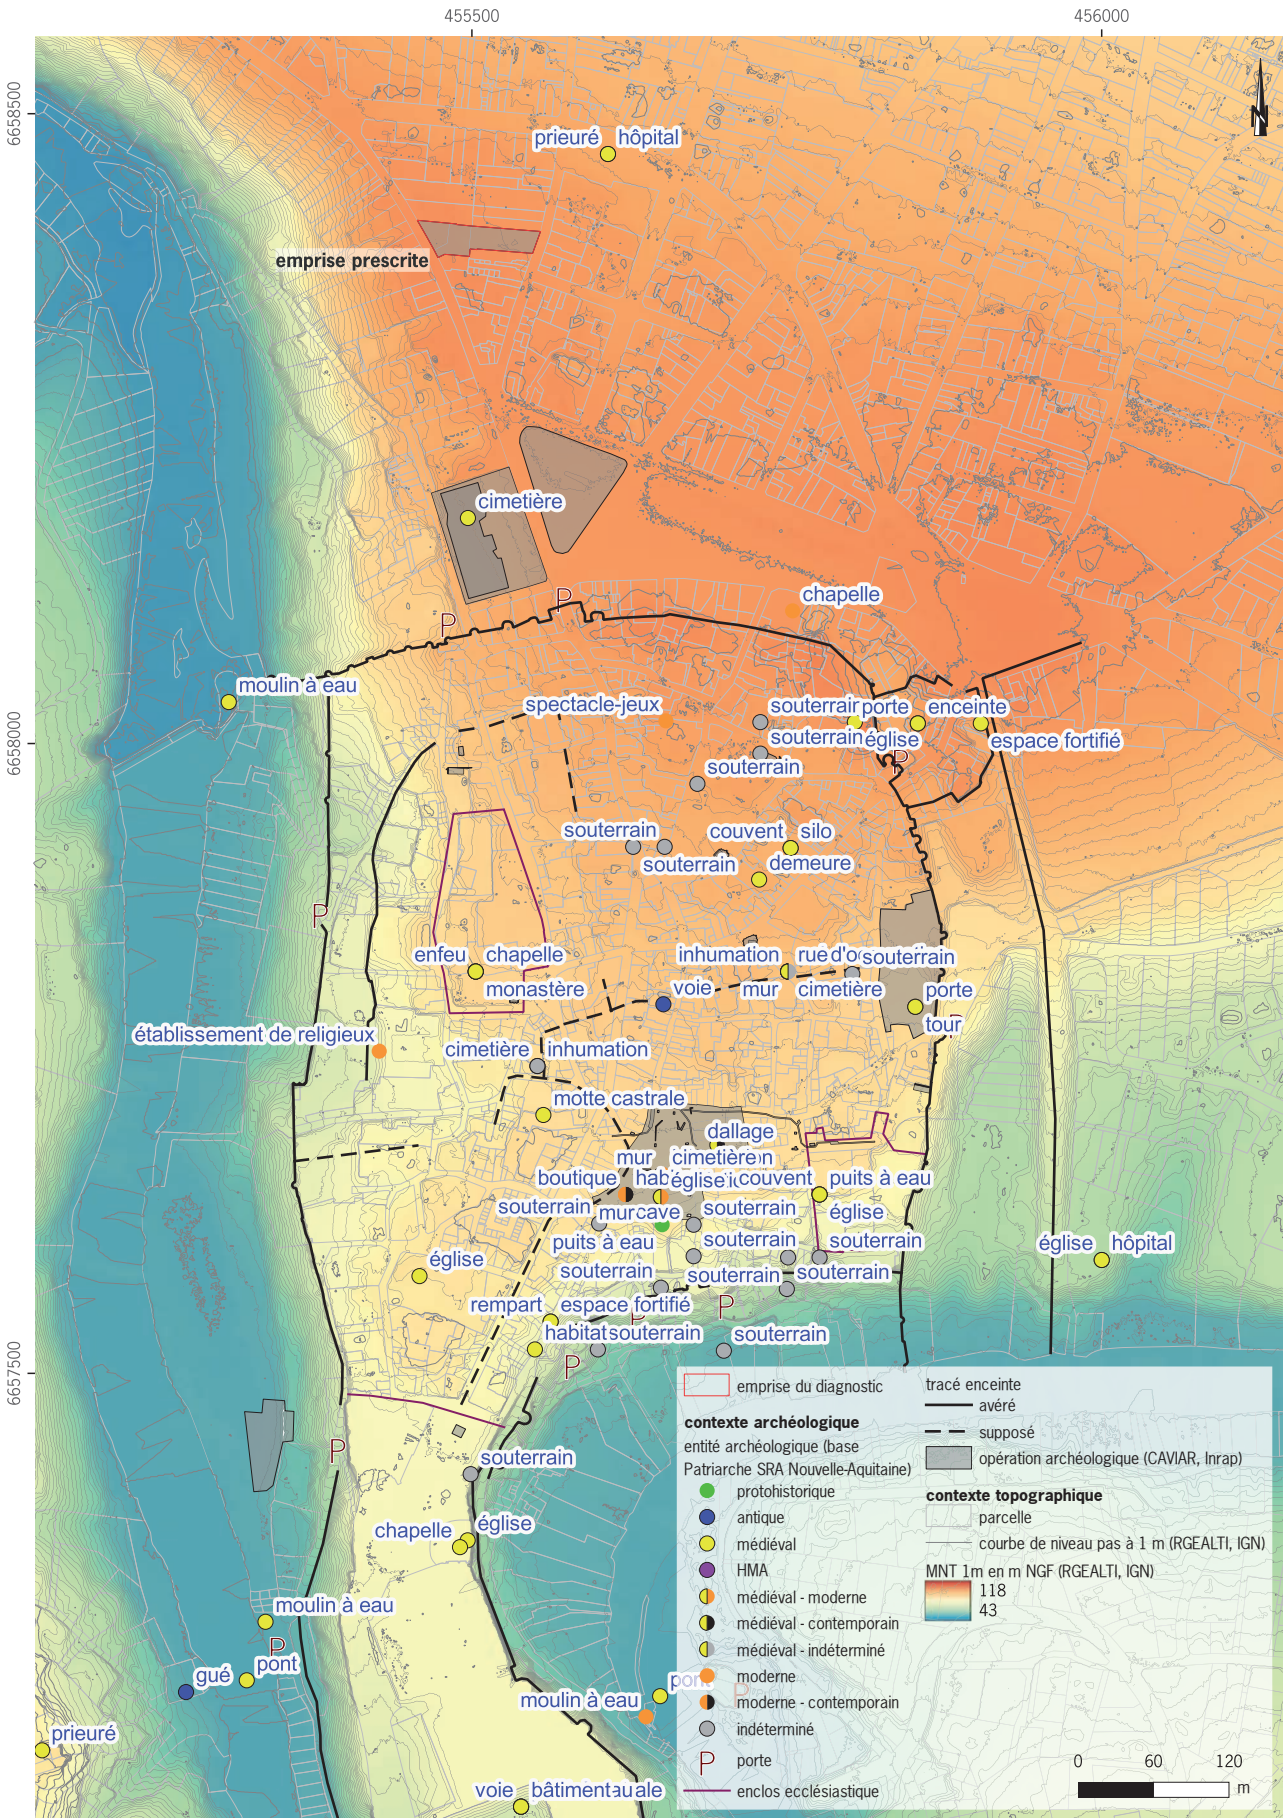 455500
456000
6658500
prieuré
hôpital
N
emprise prescrite
cimetière
P
P
chapelle
moulin à eau
spectacle-jeux
souterrain
porte
enceinte
6658000
souterrain
église
espace fortifié
P
souterrain
souterrain
couvent
silo
souterrain
demeure
P
enfeu
chapelle
inhumation
souterrain
monastère
voie
mur
cimetière
porte
établissement de religieux
tour
cimetière
inhumation
motte castrale
dallage
mur
cimetière
boutique
église
couvent
puits à eau
souterrain
mur
cave
souterrain
église
puits à eau
souterrain
souterrain
église
hôpital
église
souterrain
souterrain
souterrain
rempart
espace fortifié
P
P
habitat
souterrain
souterrain
P
6657500
P
souterrain
chapelle
église
moulin à eau
P
gué
pont
pont
P
moulin à eau
prieuré
voie
emprise du diagnostic
contexte archéologique
entité archéologique (base
Patriarche SRA Nouvelle-Aquitaine)
protohistorique
antique
médiéval
HMA
médiéval - moderne
médiéval - contemporain
médiéval - indéterminé
moderne
moderne - contemporain
indéterminé
P porte
enclos ecclésiastique
tracé enceinte
avéré
supposé
opération archéologique (CAVIAR, Inrap)
contexte topographique
parcelle
courbe de niveau pas à 1 m (RGEALTI, IGN)
MNT 1m en m NGF (RGEALTI, IGN)
118
43
0 60 120
m